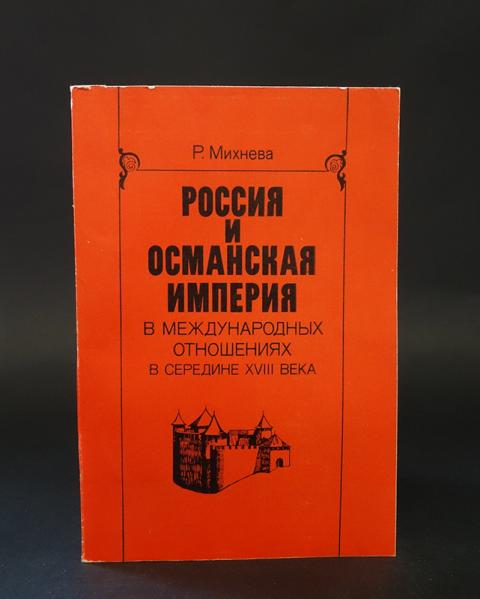 Р. Михнева
РОССИЯ
И
ОСМАНСКАЯ
ИМПЕРИЯ
В МЕЖДУНАРОДНЫХ
ОТНОШЕНИЯХ
В СЕРЕДИНЕ XVIII ВЕКА